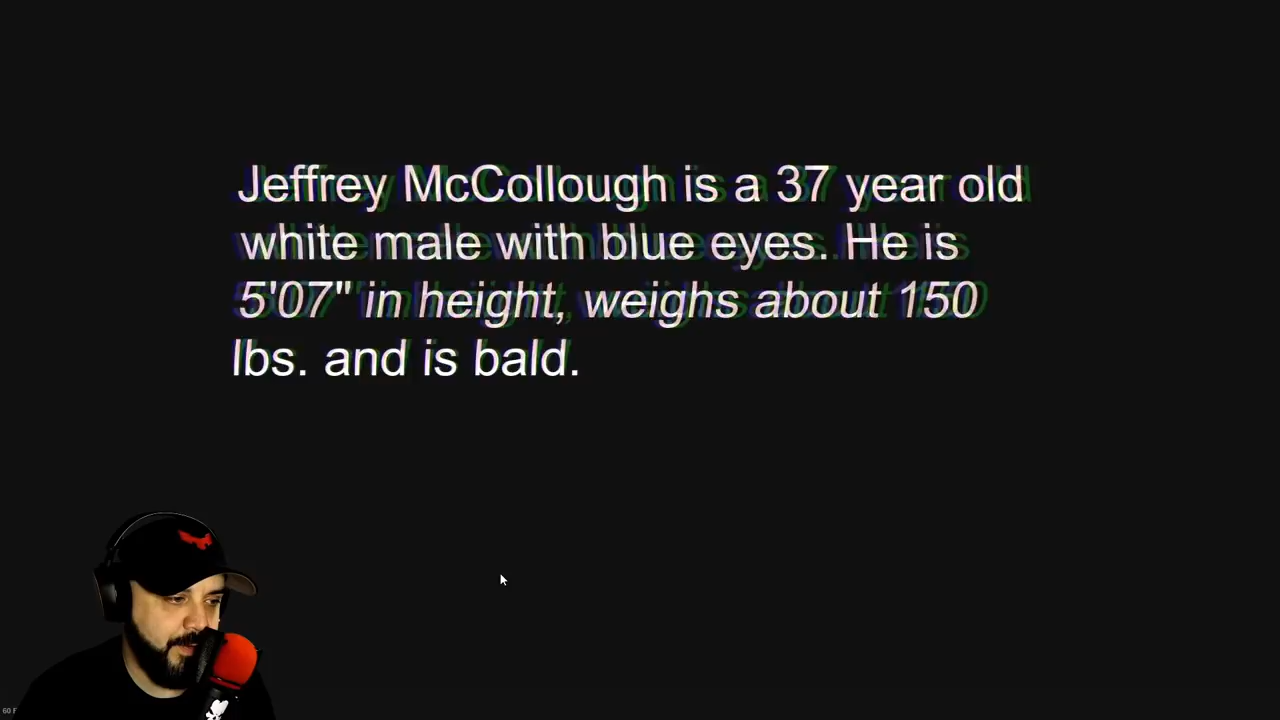 Jeffrey McCollough is a 37 year old
white male with blue eyes. He is
5'07" in height, weighs about 150
lbs. and is bald.
60 F